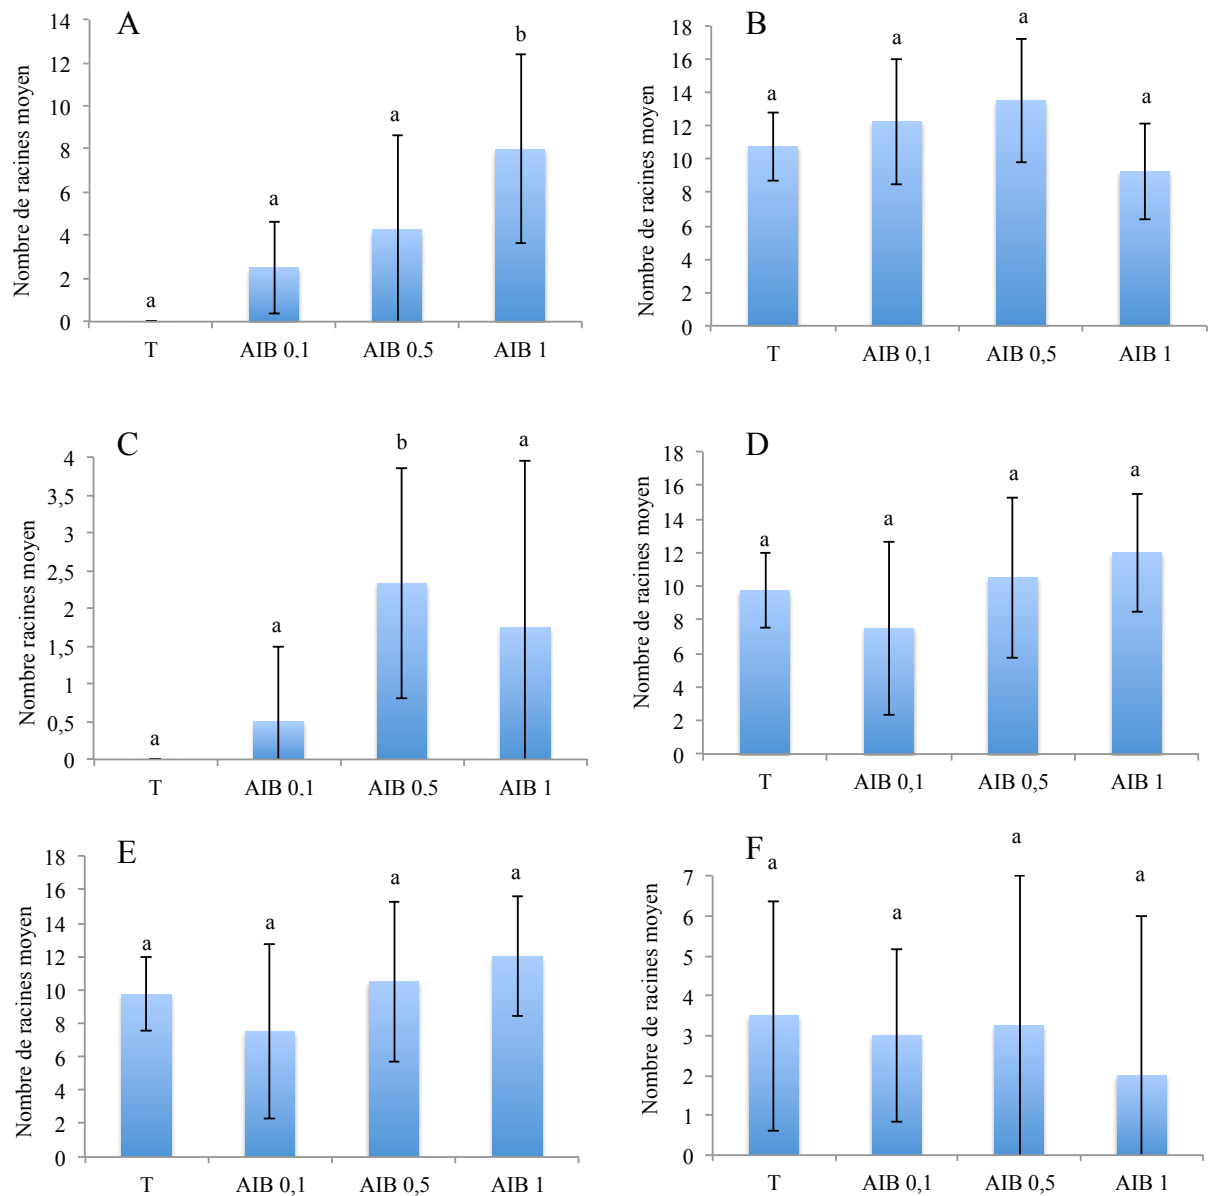 A
Nombre de racines moyen
14
12
10
8
6
4
2
0
a
a
a
b
T
AIB 0,1
AIB 0,5
AIB 1
B
Nombre de racines moyen
18
16
14
12
10
8
6
4
2
0
a
a
a
a
T
AIB 0,1
AIB 0,5
AIB 1
C
Nombre racines moyen
4
3,5
3
2,5
2
1,5
1
0,5
0
a
a
b
a
T
AIB 0,1
AIB 0,5
AIB 1
D
Nombre de racines moyen
18
16
14
12
10
8
6
4
2
0
a
a
a
a
T
AIB 0,1
AIB 0,5
AIB 1
E
Nombre de racines moyen
18
16
14
12
10
8
6
4
2
0
a
a
a
a
T
AIB 0,1
AIB 0,5
AIB 1
F
Nombre de racines moyen
7
6
5
4
3
2
1
0
a
a
a
a
T
AIB 0,1
AIB 0,5
AIB 1